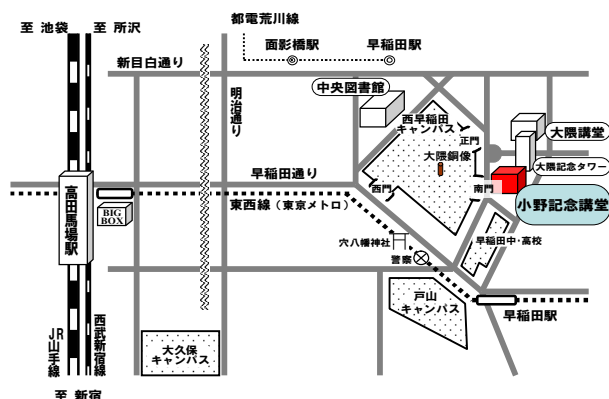 都電荒川線
至 池袋
至 所沢
面影橋駅
早稲田駅
新目白通り
中央図書館
明治通り
西早稲田
キャンパス
正門
大隈講堂
大隈銅像
大隈記念タワー
早稲田通り
西門
南門
小野記念講堂
高田馬場駅
BIG
BOX
東西線（東京メトロ）
穴八幡神社
早稲田中・高校
警察
戸山
キャンパス
早稲田駅
JR
山手線
西武新宿線
大久保
キャンパス
至 新宿